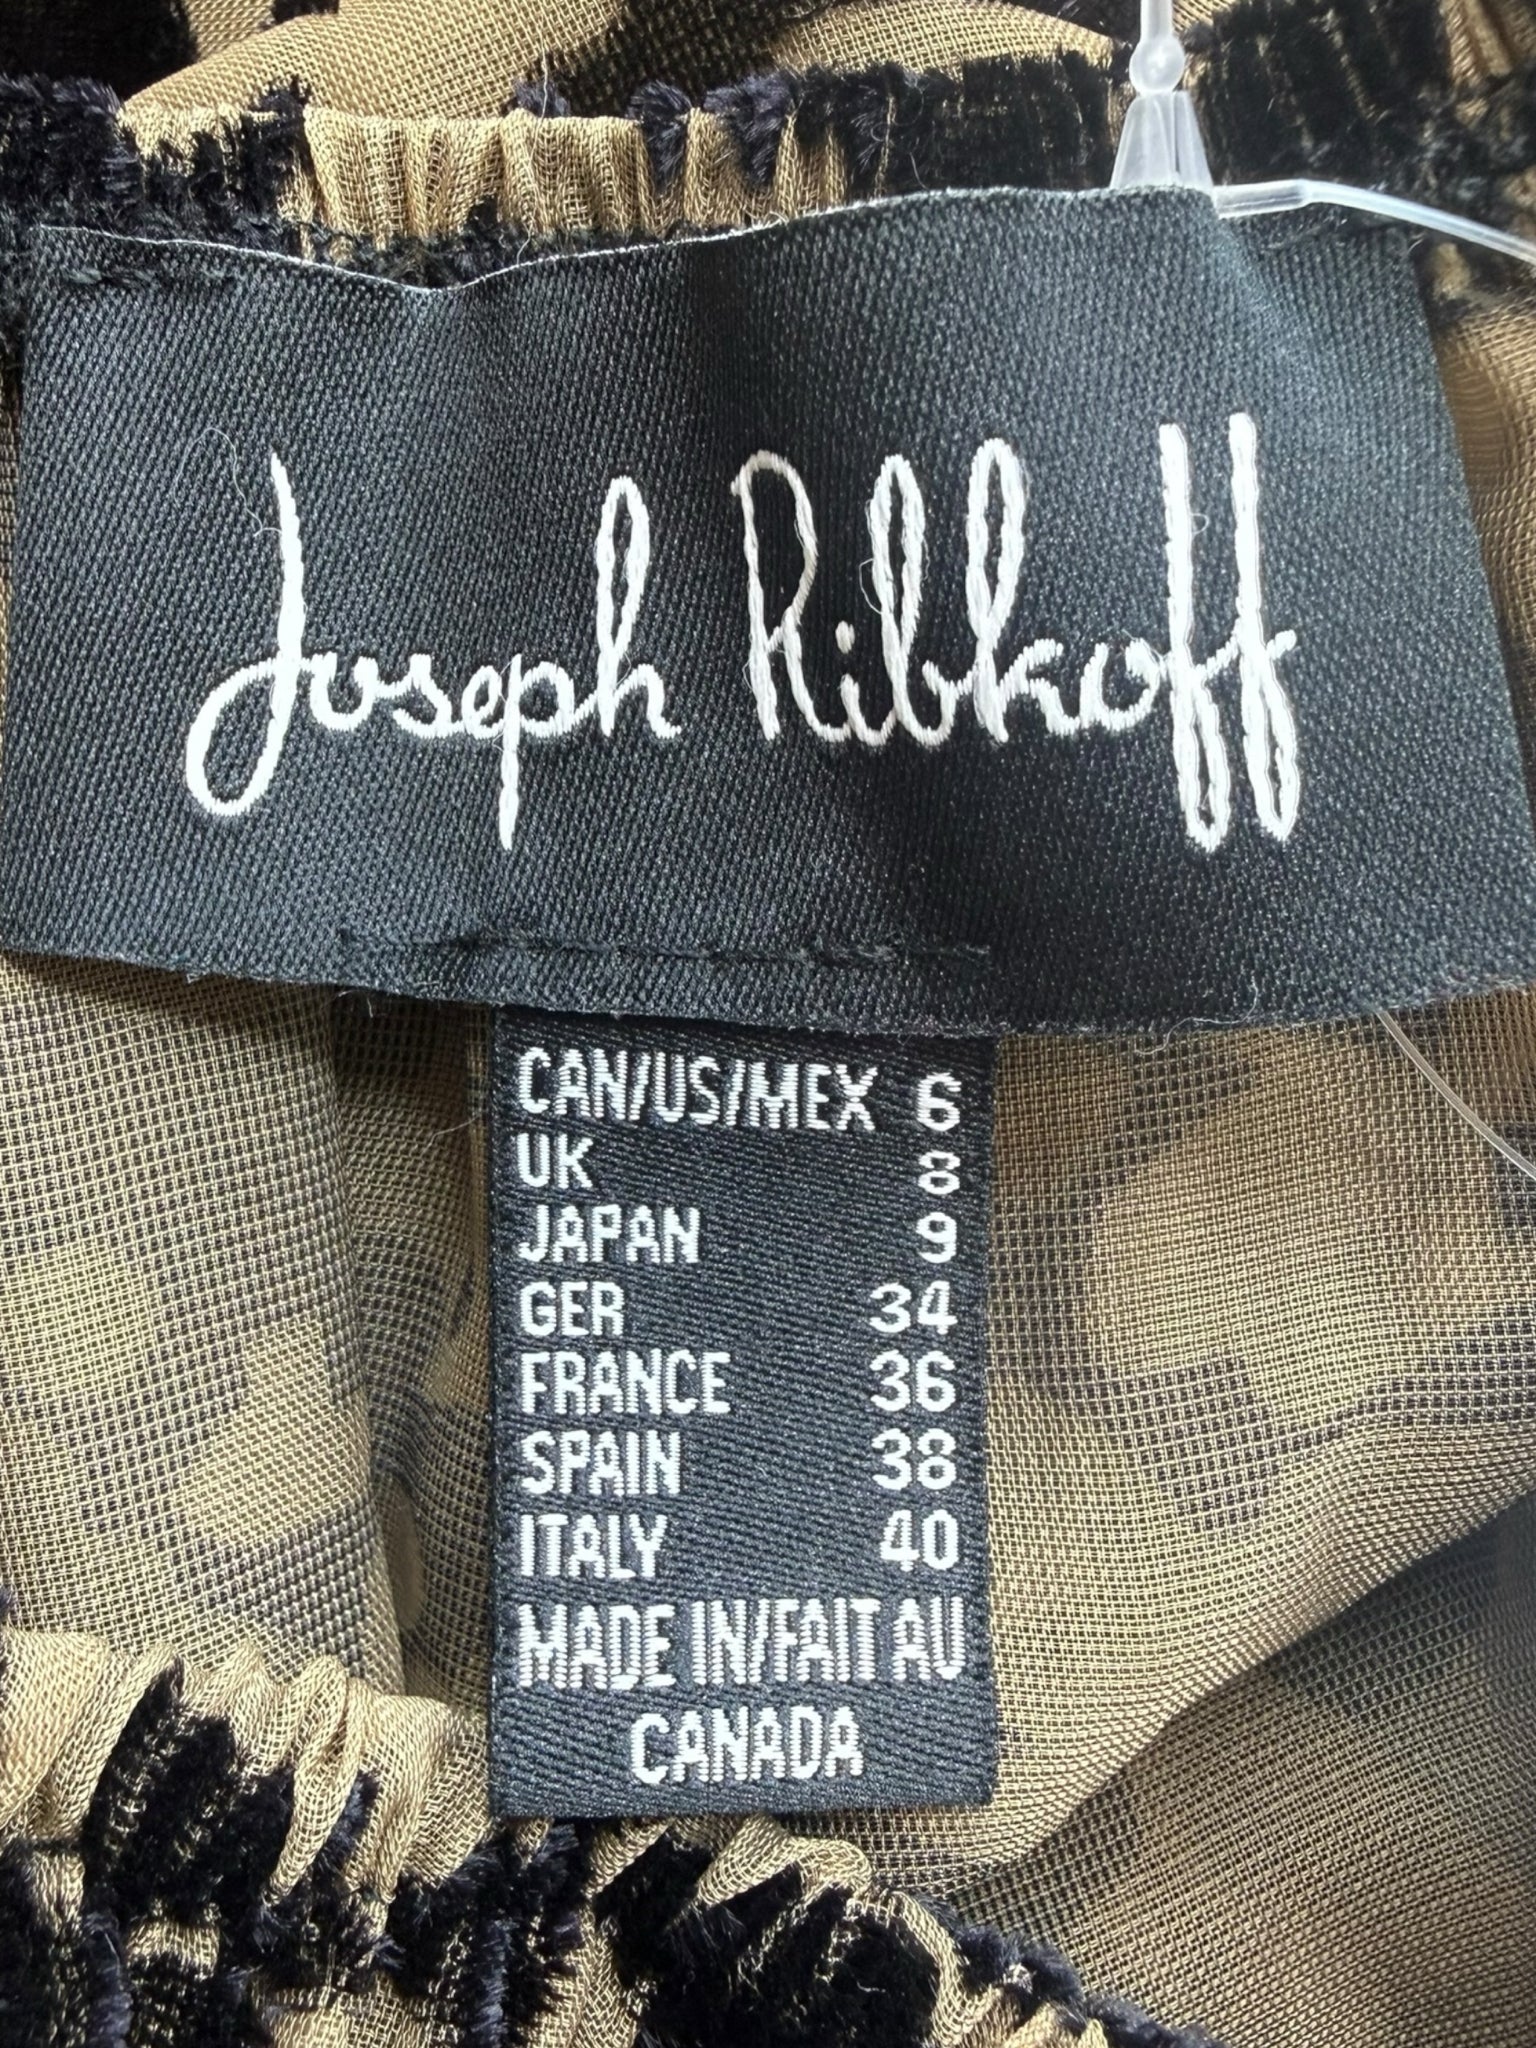 Joseph Ribkoff
CAN/US/MEX 6
UK 8
JAPAN 9
GER 34
FRANCE 36
SPAIN 38
ITALY 40
MADE IN/FAIT AU
CANADA